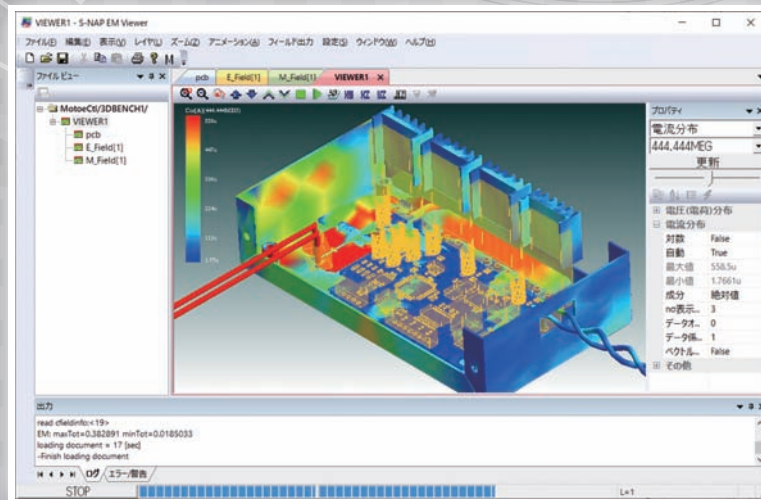 VIEWER1 - S-NAP EM Viewer
ファイル(F) 編集(E) 表示(V) レイヤ(L) ズーム(Z) アニメーション(A) フィールド出力 設定(S) ウィンドウ(W) ヘルプ(H)
ファイルビュー
MotoeCtl/3DBENCH1/
VIEWER1
pcb
E_Field[1]
M_Field[1]
pcb E_Field[1] M_Field[1] VIEWER1
プロパティ
電流分布
444.444MEG
更新
電圧(電荷)分布
電流分布
対数 False
自動 True
最大値 558.5u
最小値 1.7661u
成分 絶対値
no表示... 3
データオ... 0
データ係... 1
ベクトル... False
その他
出力
read cfieldinfo:<19>
EM: maxTot=0.382891 minTot=0.0185033
loading document = 17 [sec]
-Finish loading document
ログ エラー/警告
STOP L=1